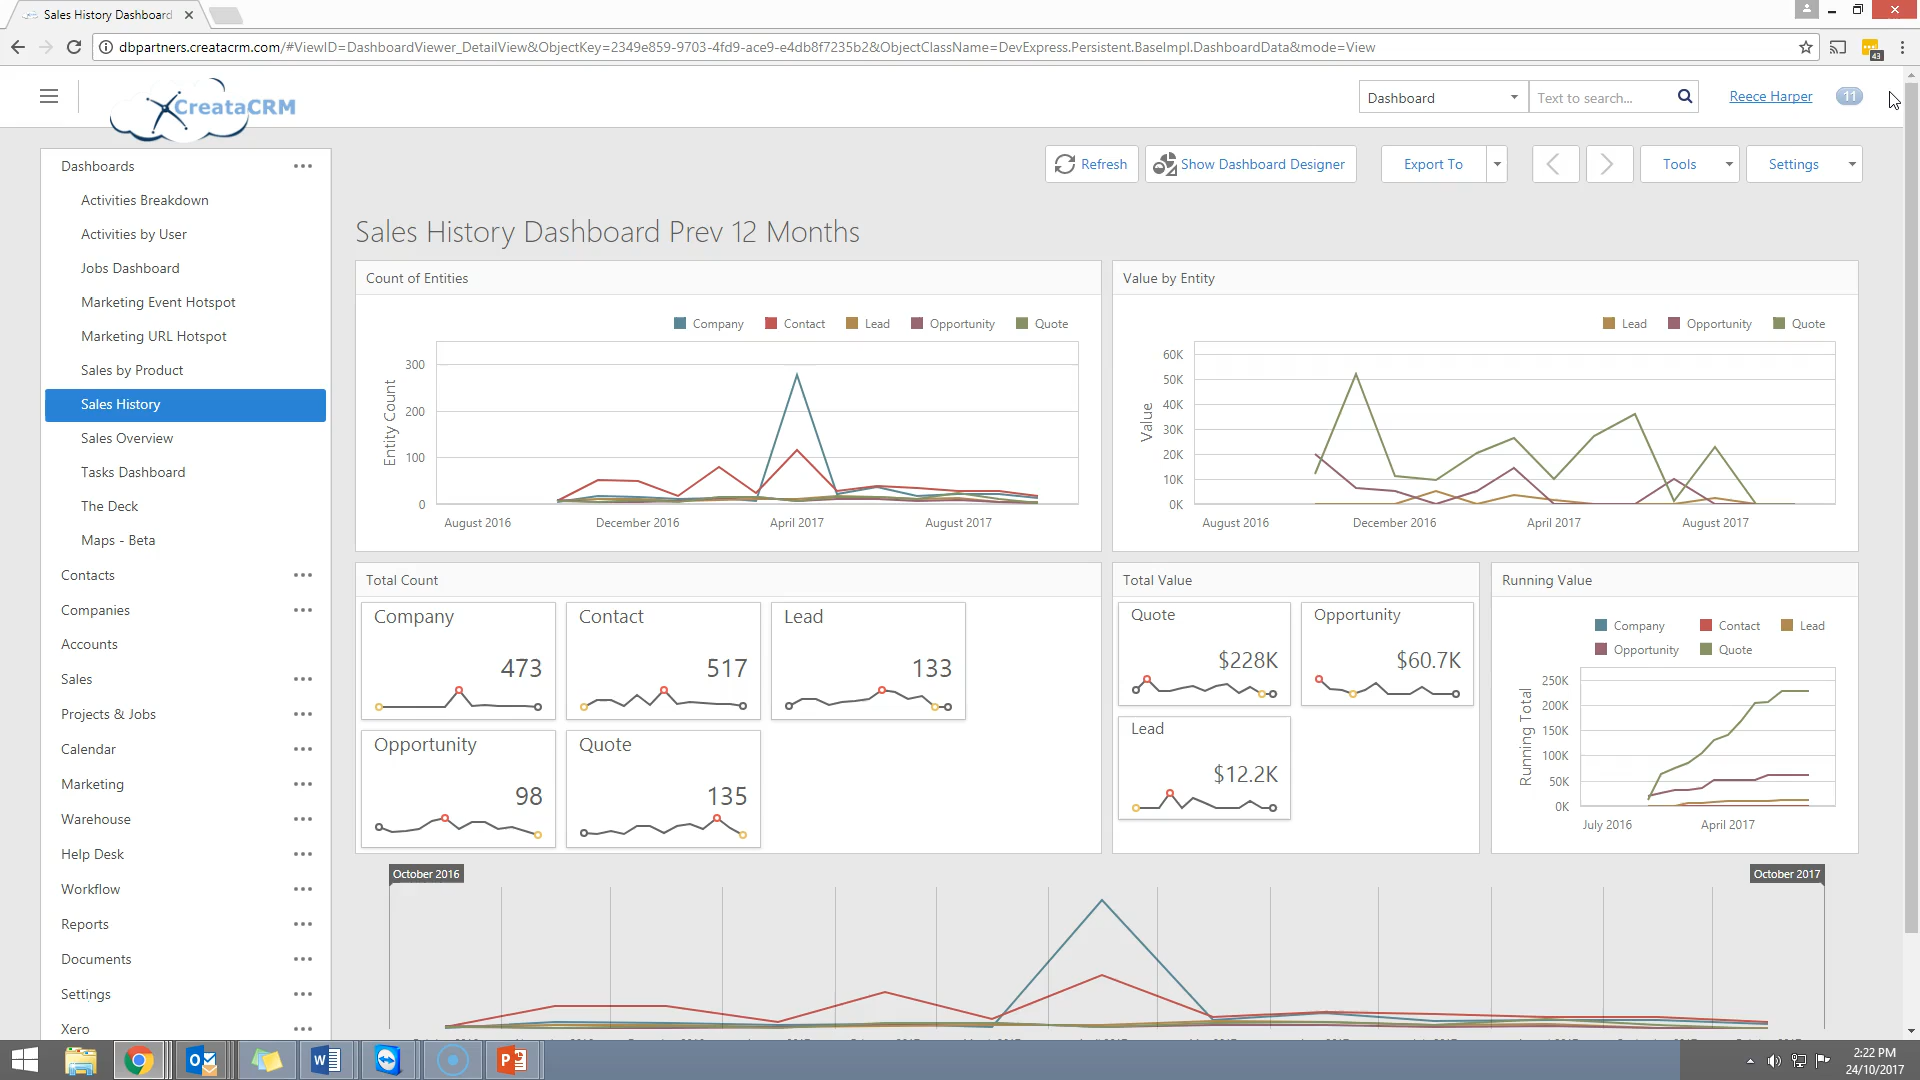 Sales History Dashboard
dbpartners.creatacrm.com/#ViewID=DashboardViewer_DetailView&ObjectKey=2349e859-9703-4fd9-ace9-e4db8f7235b2&ObjectClassName=DevExpress.Persistent.BaseImpl.DashboardData&mode=View
43
CreataCRM
Dashboard
Text to search...
Reece Harper
11
Dashboards
Activities Breakdown
Activities by User
Jobs Dashboard
Marketing Event Hotspot
Marketing URL Hotspot
Sales by Product
Sales History
Sales Overview
Tasks Dashboard
The Deck
Maps - Beta
Contacts
Companies
Accounts
Sales
Projects & Jobs
Calendar
Marketing
Warehouse
Help Desk
Workflow
Reports
Documents
Settings
Xero
Refresh
Show Dashboard Designer
Export To
Tools
Settings
Sales History Dashboard Prev 12 Months
Count of Entities
Company Contact Lead Opportunity Quote
Entity Count
300
200
100
0
August 2016 December 2016 April 2017 August 2017
Value by Entity
Lead Opportunity Quote
Value
60K
50K
40K
30K
20K
10K
0K
August 2016 December 2016 April 2017 August 2017
Total Count
Company
473
Contact
517
Lead
133
Opportunity
98
Quote
135
Total Value
Quote
$228K
Opportunity
$60.7K
Lead
$12.2K
Running Value
Company Contact Lead
Opportunity Quote
Running Total
250K
200K
150K
100K
50K
0K
July 2016 April 2017
October 2016
October 2017
2:22 PM
24/10/2017